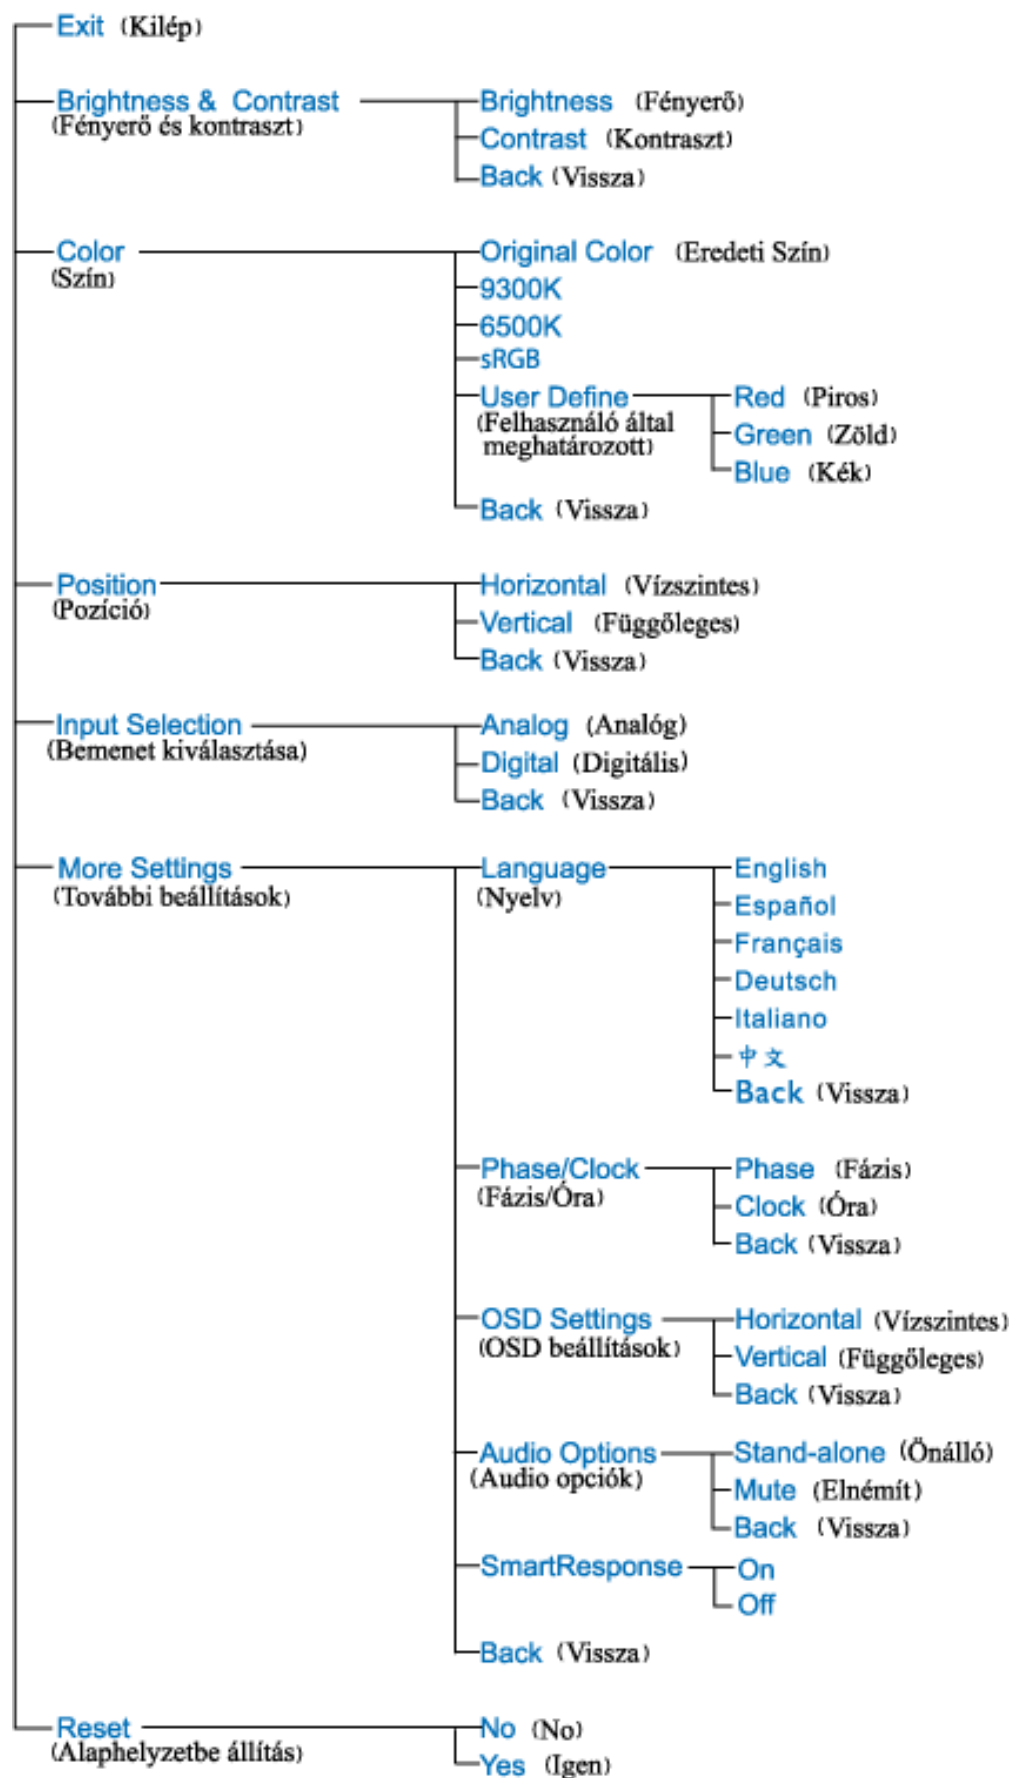 Exit (Kilép)
Brightness & Contrast
(Fényerő és kontraszt)
Brightness (Fényerő)
Contrast (Kontraszt)
Back (Vissza)
Color
(Szín)
Original Color (Eredeti Szín)
9300K
6500K
sRGB
User Define
(Felhasználó által
meghatározott)
Red (Piros)
Green (Zöld)
Blue (Kék)
Back (Vissza)
Position
(Pozíció)
Horizontal (Vízszintes)
Vertical (Függőleges)
Back (Vissza)
Input Selection
(Bemenet kiválasztása)
Analog (Analóg)
Digital (Digitális)
Back (Vissza)
More Settings
(További beállítások)
Language
(Nyelv)
English
Español
Français
Deutsch
Italiano
中文
Back (Vissza)
Phase/Clock
(Fázis/Óra)
Phase (Fázis)
Clock (Óra)
Back (Vissza)
OSD Settings
(OSD beállítások)
Horizontal (Vízszintes)
Vertical (Függőleges)
Back (Vissza)
Audio Options
(Audio opciók)
Stand-alone (Önálló)
Mute (Elnémít)
Back (Vissza)
SmartResponse
On
Off
Back (Vissza)
Reset
(Alaphelyzetbe állítás)
No (No)
Yes (Igen)